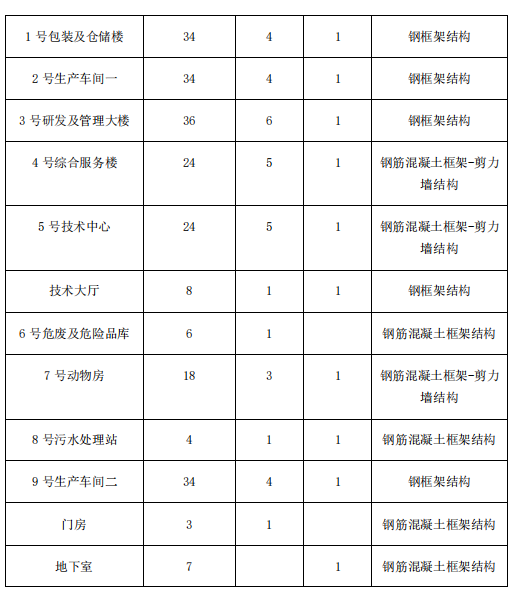 1 号包装及仓储楼 34 4 1 钢框架结构
2 号生产车间一 34 4 1 钢框架结构
3 号研发及管理大楼 36 6 1 钢框架结构
4 号综合服务楼 24 5 1 钢筋混凝土框架-剪力
墙结构
5 号技术中心 24 5 1 钢筋混凝土框架-剪力
墙结构
技术大厅 8 1 1 钢框架结构
6 号危废及危险品库 6 1 钢筋混凝土框架结构
7 号动物房 18 3 1 钢筋混凝土框架-剪力
墙结构
8 号污水处理站 4 1 1 钢筋混凝土框架结构
9 号生产车间二 34 4 1 钢框架结构
门房 3 1 钢筋混凝土框架结构
地下室 7 1 钢筋混凝土框架结构